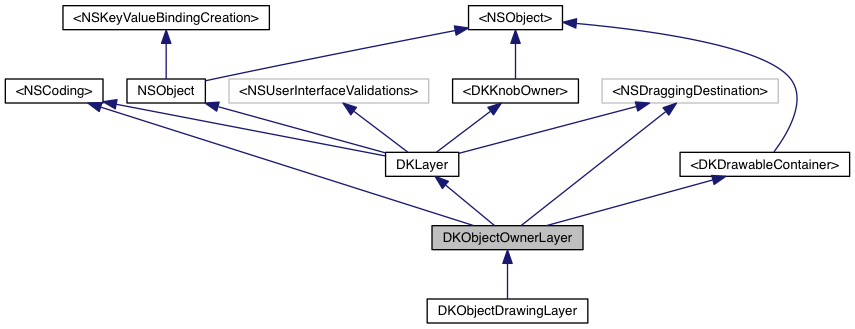 <NSKeyValueBindingCreation>
<NSObject>
<NSCoding>
NSObject
<NSUserInterfaceValidations>
<DKKnobOwner>
<NSDraggingDestination>
DKLayer
<DKDrawableContainer>
DKObjectOwnerLayer
DKObjectDrawingLayer